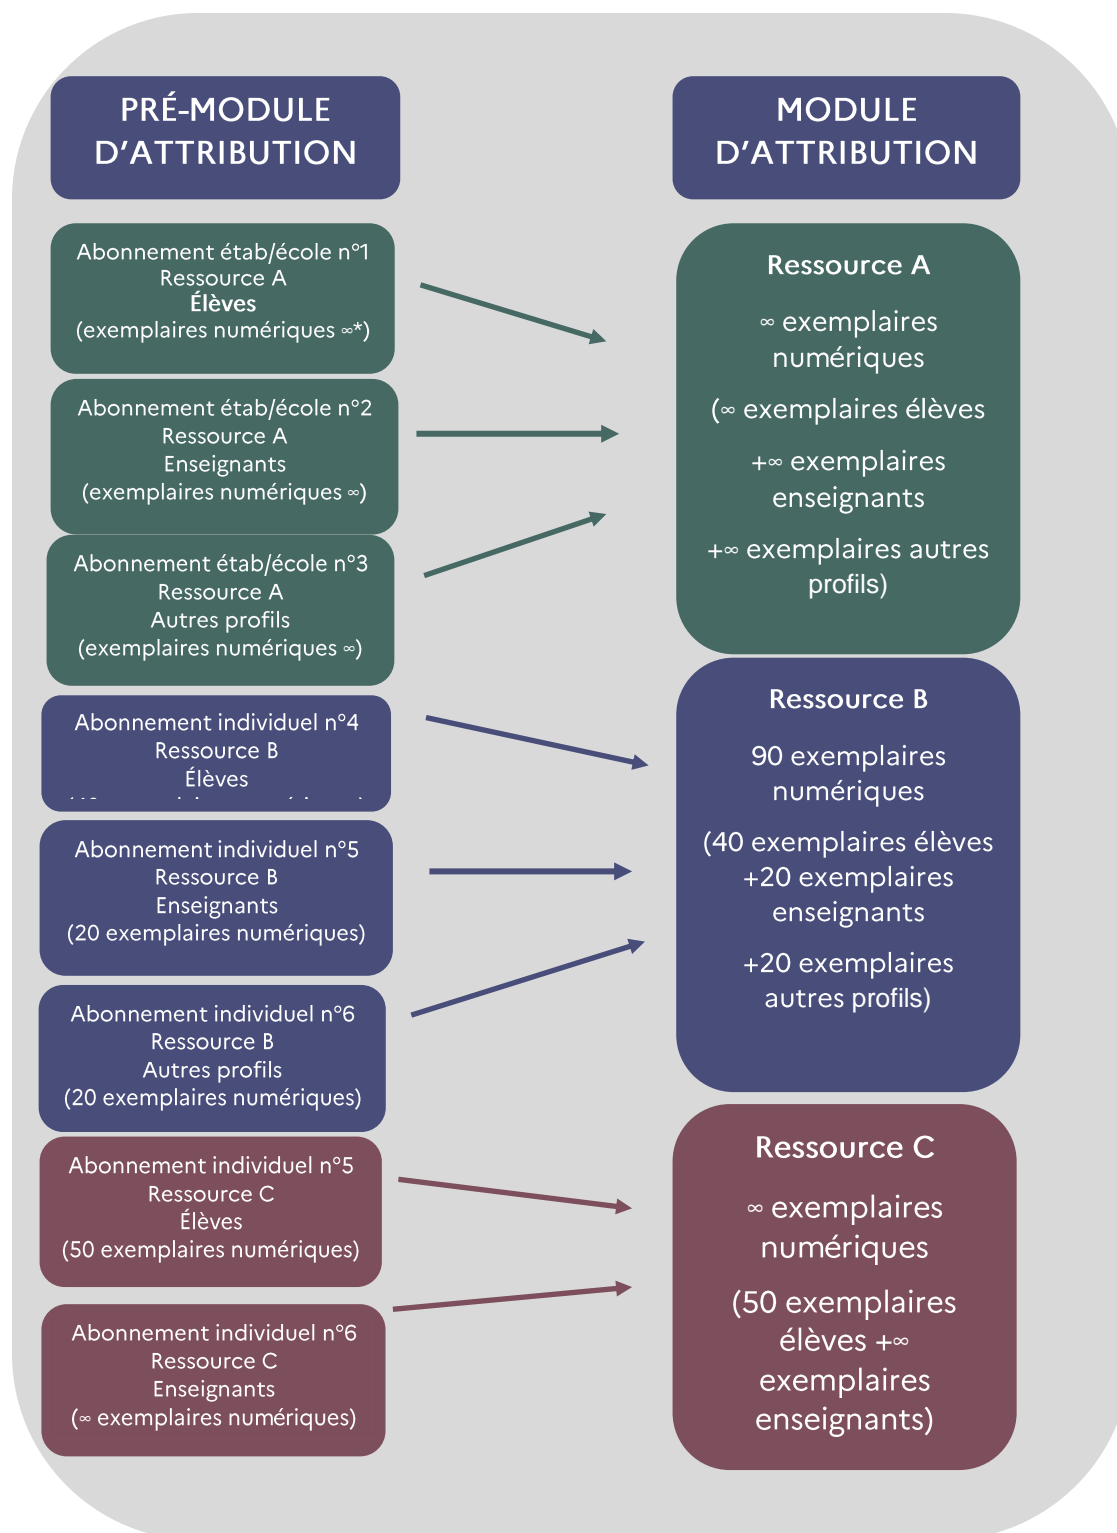 PRÉ-MODULE
D’ATTRIBUTION
Abonnement étab/école n°1
Ressource A
Élèves
(exemplaires numériques ∞*)
Abonnement étab/école n°2
Ressource A
Enseignants
(exemplaires numériques ∞)
Abonnement étab/école n°3
Ressource A
Autres profils
(exemplaires numériques ∞)
Abonnement individuel n°4
Ressource B
Élèves
Abonnement individuel n°5
Ressource B
Enseignants
(20 exemplaires numériques)
Abonnement individuel n°6
Ressource B
Autres profils
(20 exemplaires numériques)
Abonnement individuel n°5
Ressource C
Élèves
(50 exemplaires numériques)
Abonnement individuel n°6
Ressource C
Enseignants
(∞ exemplaires numériques)
MODULE
D’ATTRIBUTION
Ressource A
∞ exemplaires
numériques
(∞ exemplaires élèves
+∞ exemplaires
enseignants
+∞ exemplaires autres
profils)
Ressource B
90 exemplaires
numériques
(40 exemplaires élèves
+20 exemplaires
enseignants
+20 exemplaires
autres profils)
Ressource C
∞ exemplaires
numériques
(50 exemplaires
élèves +∞
exemplaires
enseignants)